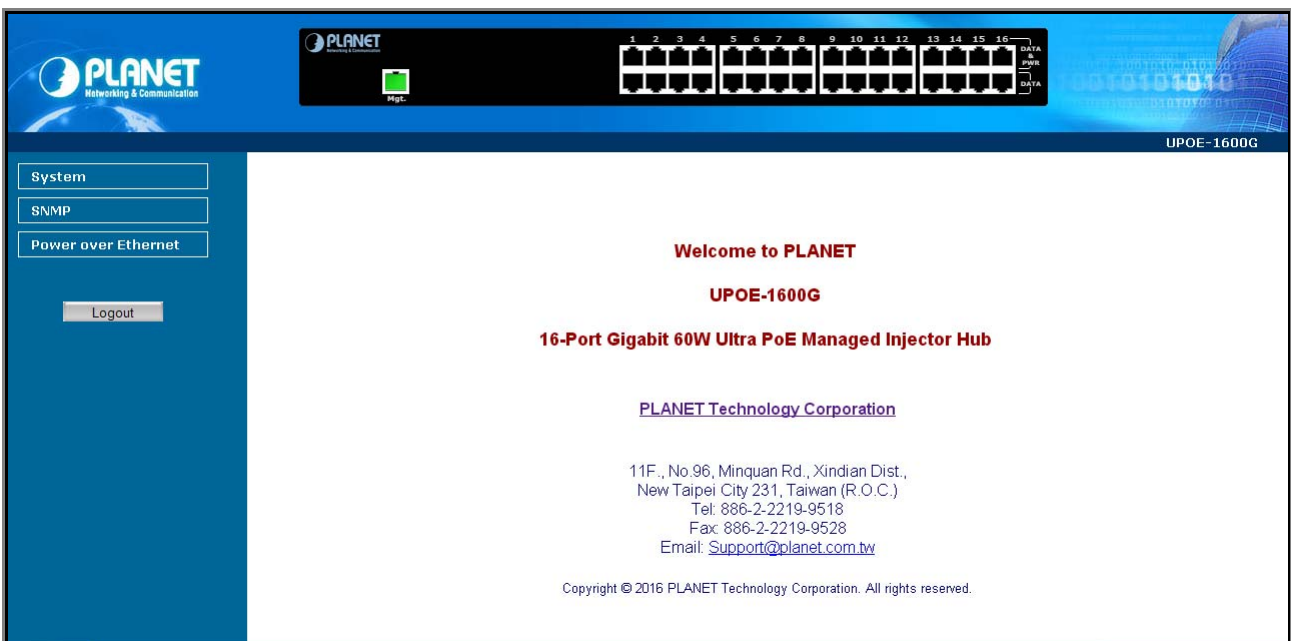 PLANET
Networking & Communication
PLANET
Networking & Communication
Mgt.
1 2 3 4 5 6 7 8 9 10 11 12 13 14 15 16
DATA
&
PWR
DATA
UPOE-1600G
System
SNMP
Power over Ethernet
Logout
Welcome to PLANET
UPOE-1600G
16-Port Gigabit 60W Ultra PoE Managed Injector Hub
PLANET Technology Corporation
11F., No.96, Minquan Rd., Xindian Dist.,
New Taipei City 231, Taiwan (R.O.C.)
Tel: 886-2-2219-9518
Fax: 886-2-2219-9528
Email: Support@planet.com.tw
Copyright © 2016 PLANET Technology Corporation. All rights reserved.